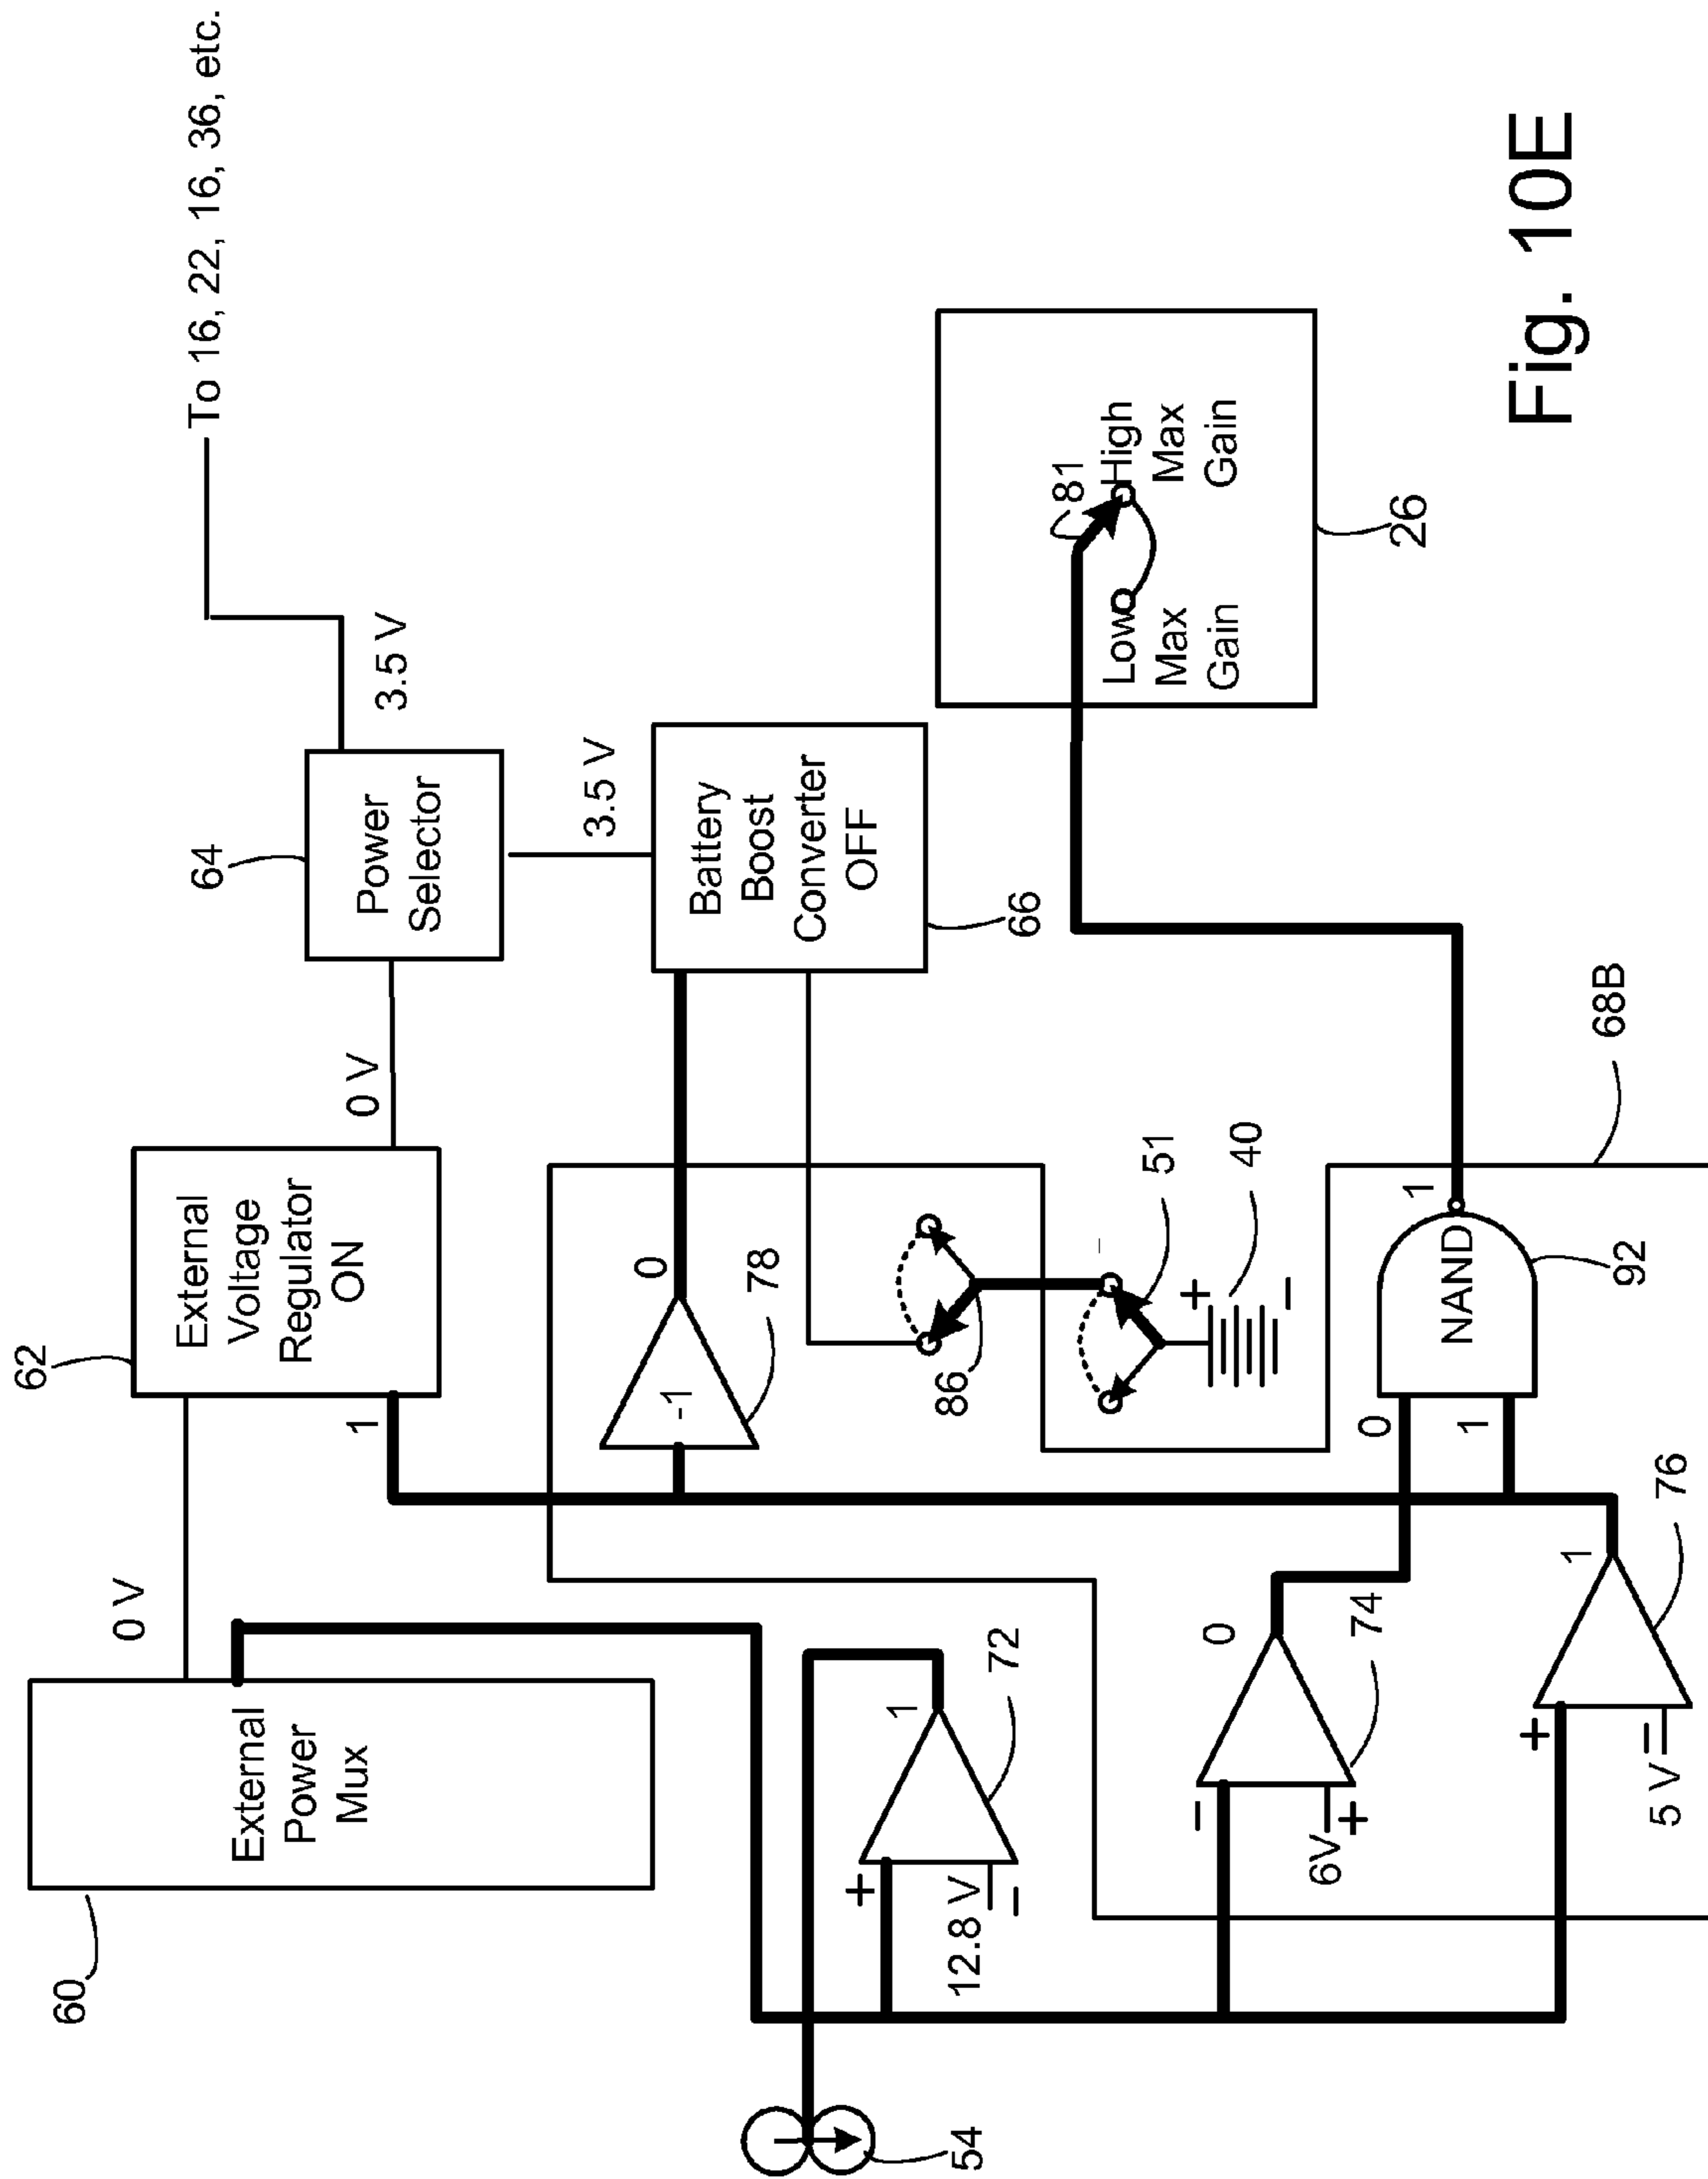 To 16, 22, 16, 36, etc.
62
64
60
External
Power
Mux
0 V
External
Voltage
Regulator
ON
1
0 V
Power
Selector
3.5 V
3.5 V
Battery
Boost
Converter
OFF
66
-1
0
78
86
51
+
40
−
54
+
12.8 V
−
1
72
−
6V
+
0
74
+
5 V
−
1
76
0
1
NAND
1
92
68B
81
Low
Max
Gain
High
Max
Gain
26
Fig. 10E